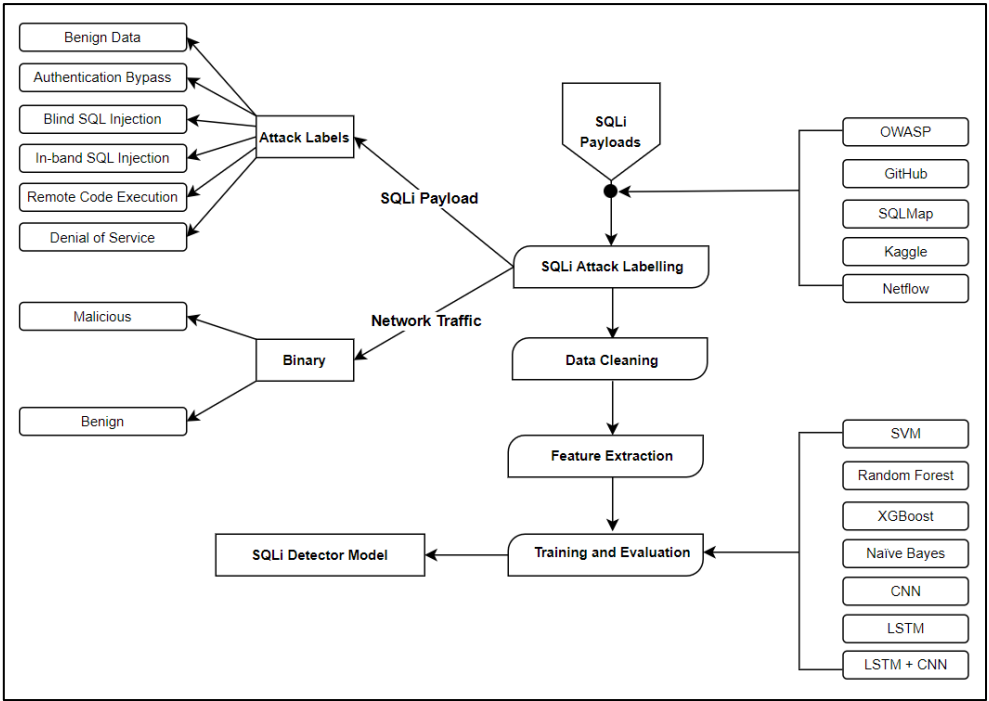 Benign Data
Authentication Bypass
Blind SQL Injection
In-band SQL Injection
Remote Code Execution
Denial of Service
Attack Labels
SQLi Payload
Network Traffic
Malicious
Binary
Benign
SQLi
Payloads
SQLi Attack Labelling
Data Cleaning
Feature Extraction
Training and Evaluation
SQLi Detector Model
OWASP
GitHub
SQLMap
Kaggle
Netflow
SVM
Random Forest
XGBoost
Naïve Bayes
CNN
LSTM
LSTM + CNN